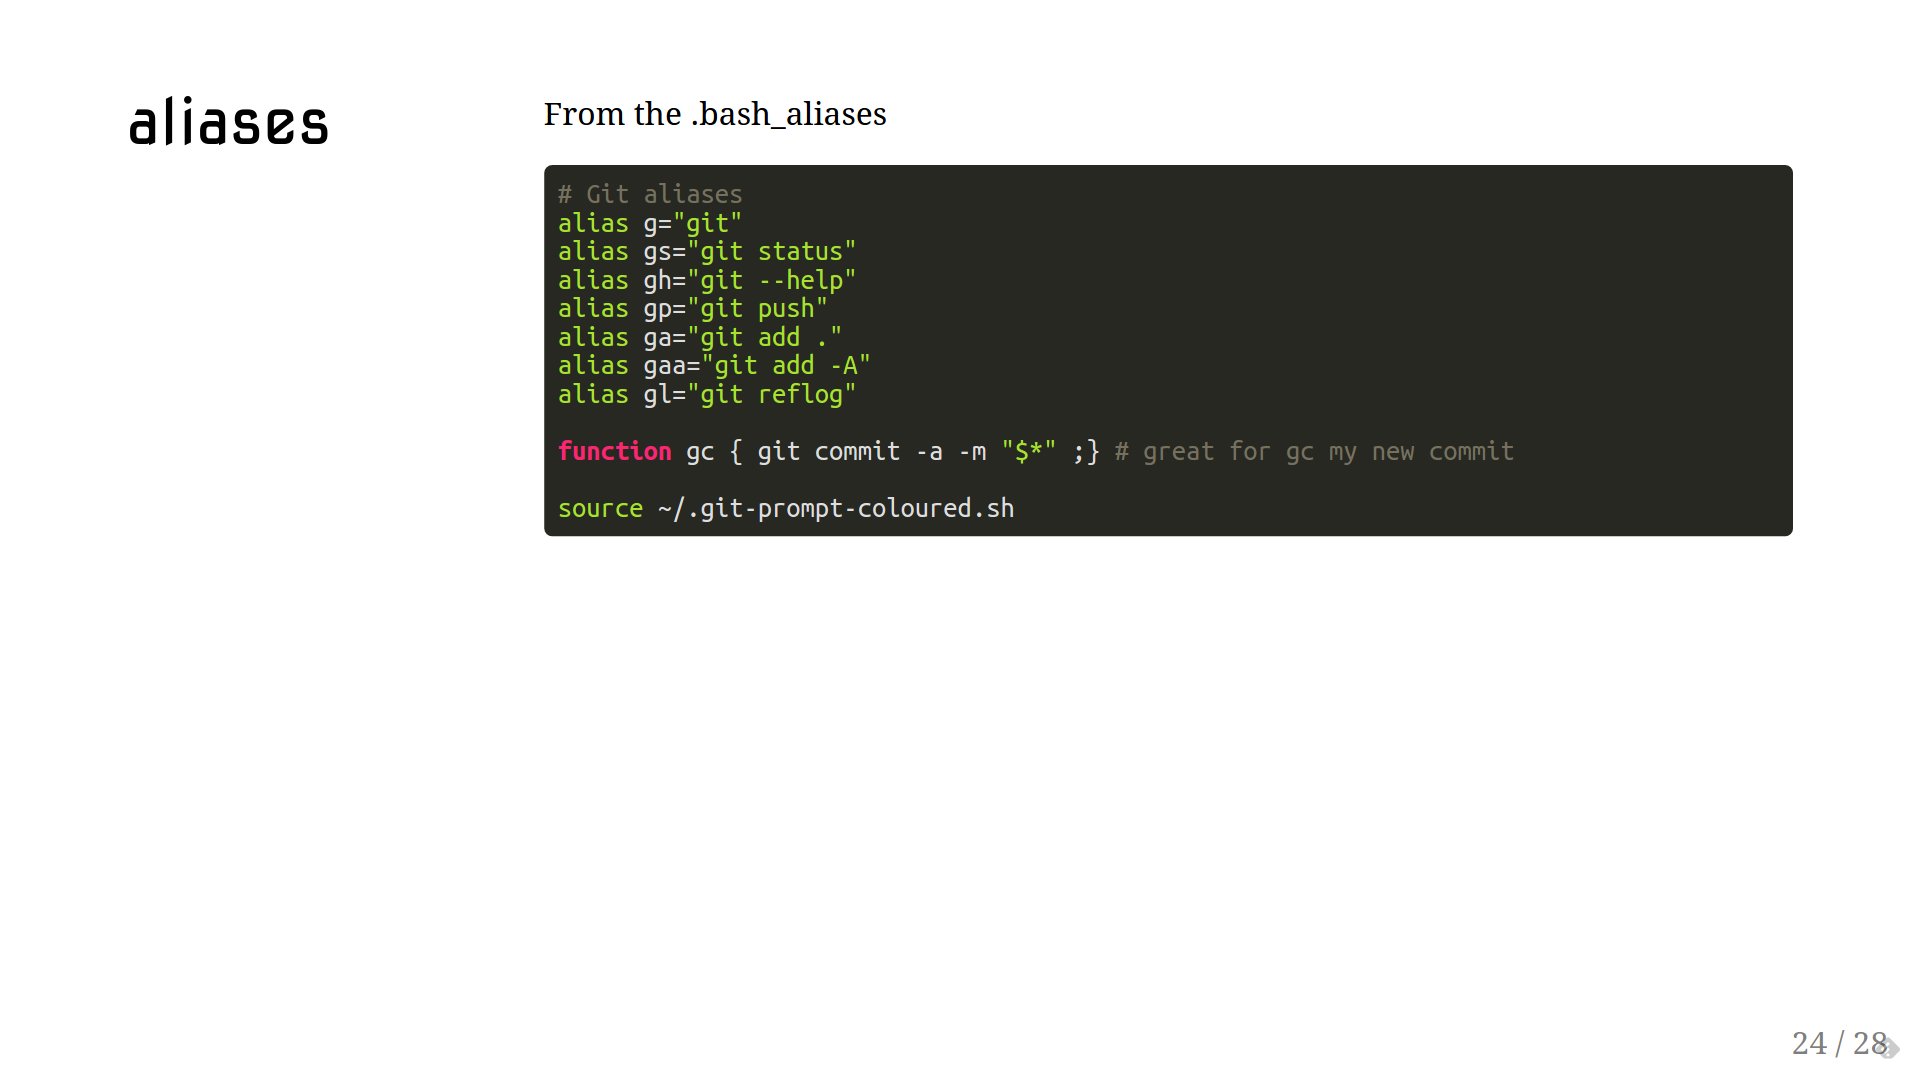 aliases
From the .bash_aliases
# Git aliases
alias g="git"
alias gs="git status"
alias gh="git --help"
alias gp="git push"
alias ga="git add ."
alias gaa="git add -A"
alias gl="git reflog"
function gc { git commit -a -m "$*" ;} # great for gc my new commit
source ~/.git-prompt-coloured.sh
24 / 28